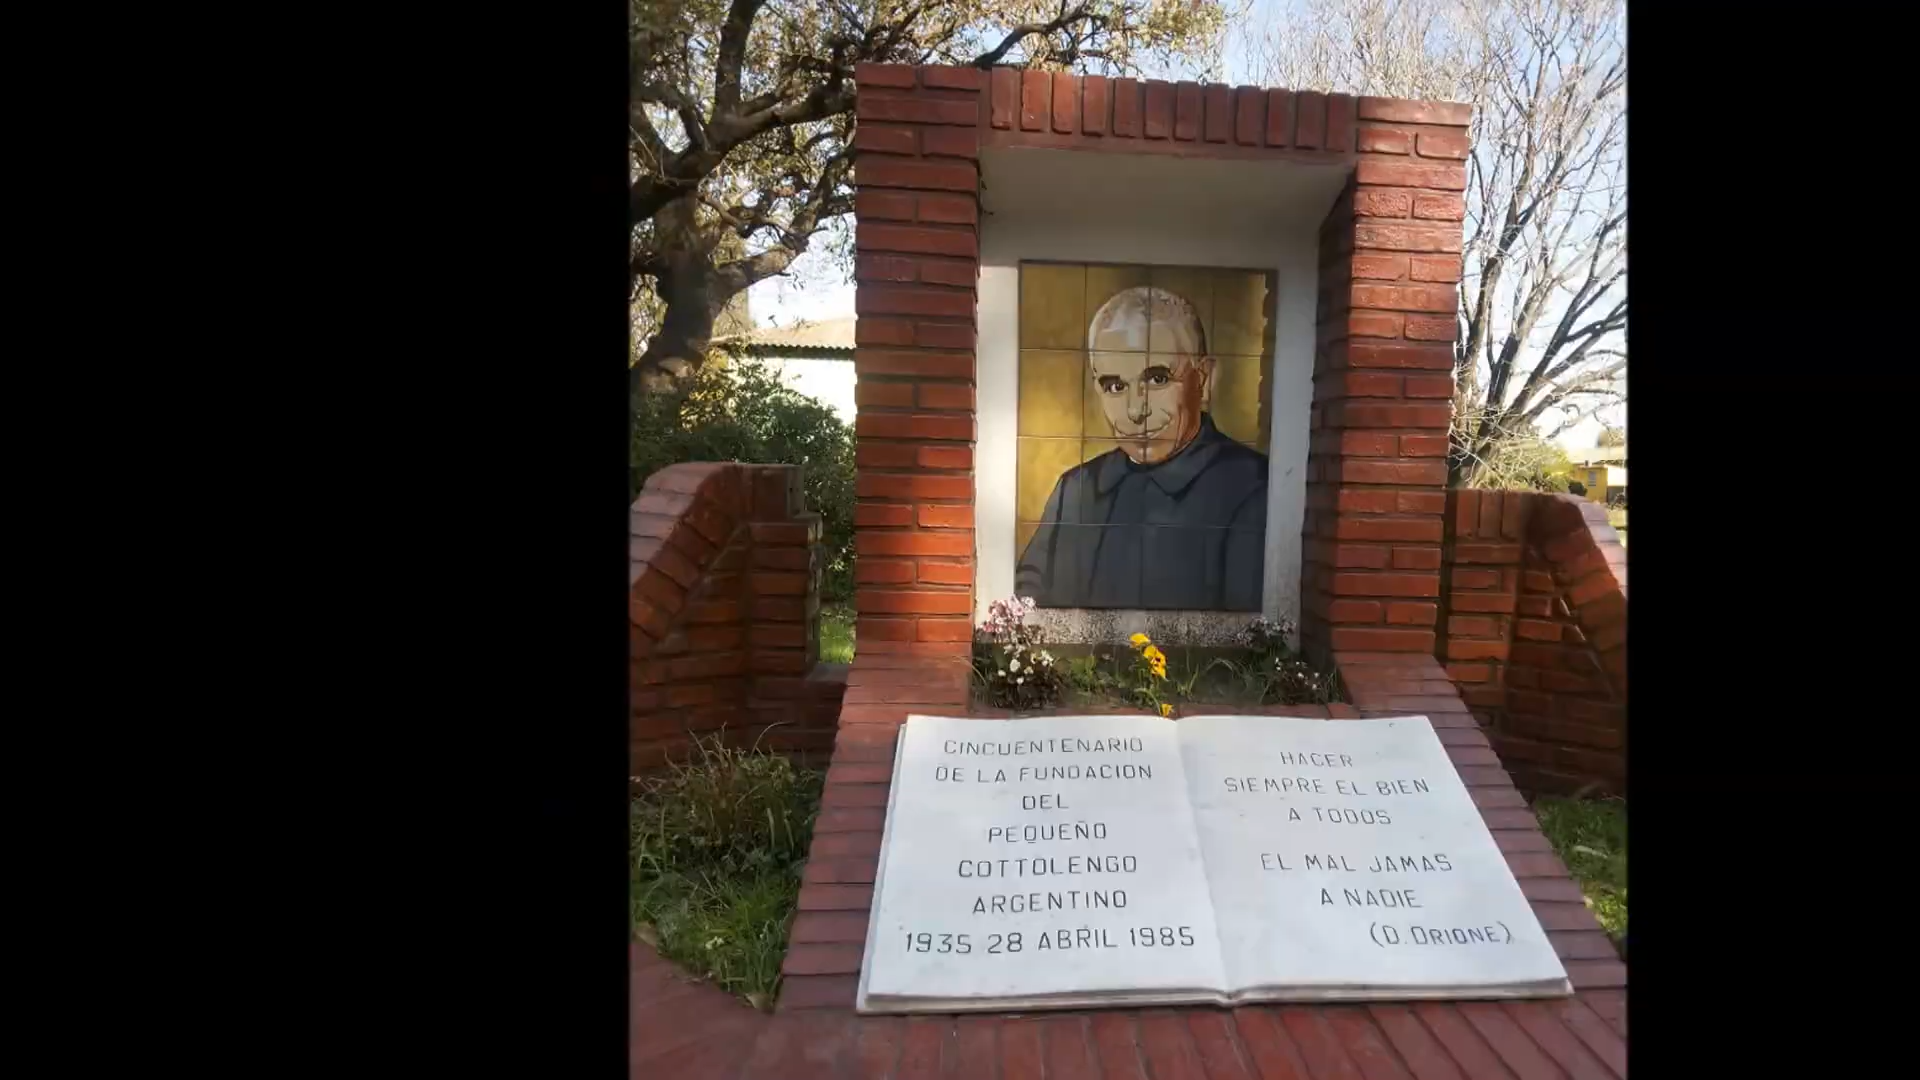 CINCUENTENARIO
DE LA FUNDACION
DEL
PEQUEÑO
COTTOLENGO
ARGENTINO
1935 28 ABRIL 1985
HACER
SIEMPRE EL BIEN
A TODOS
EL MAL JAMAS
A NADIE
(D. ORIONE)